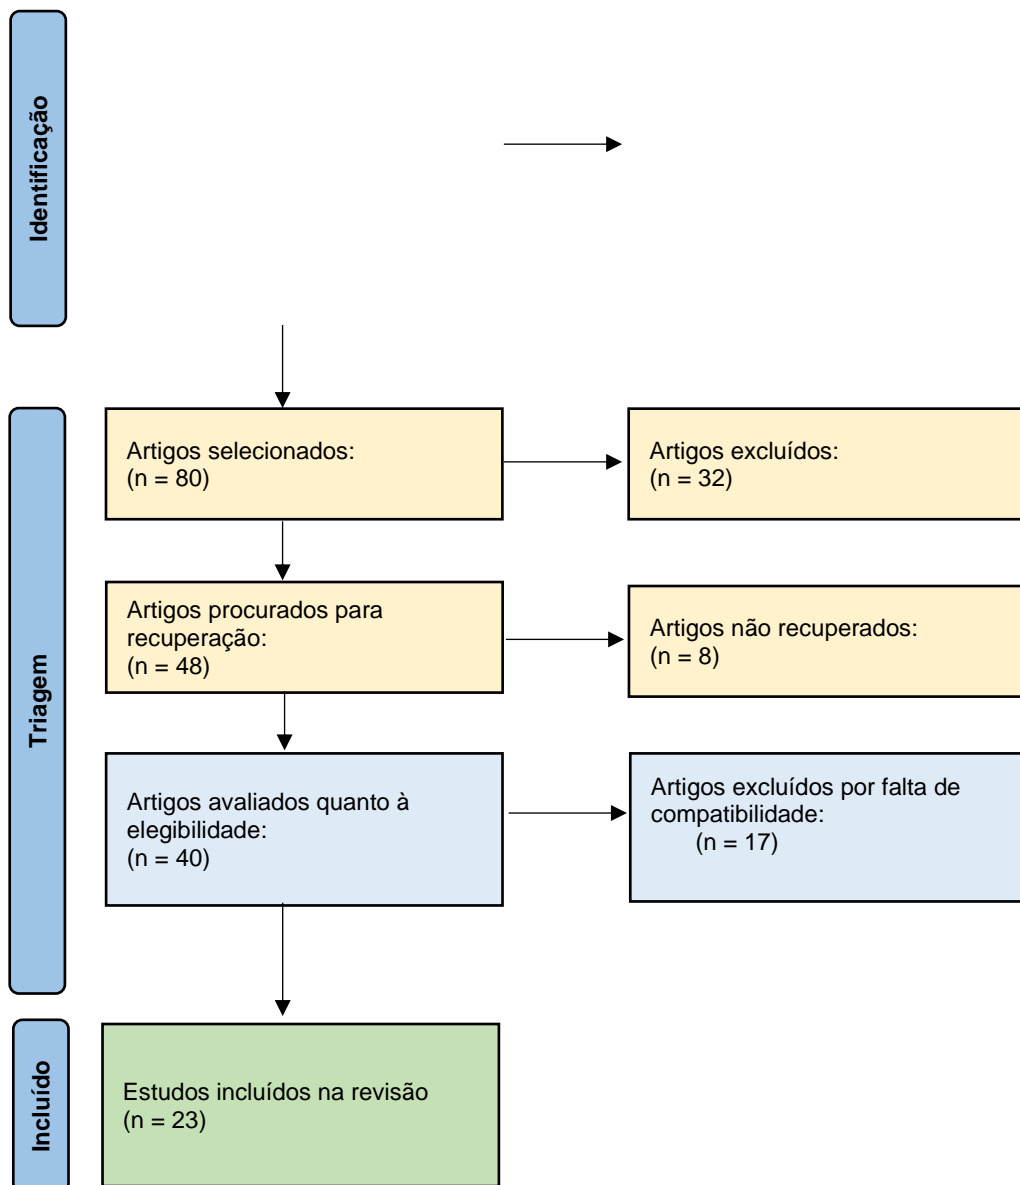 Identificação
Artigos selecionados:
(n = 80)
Artigos excluídos:
(n = 32)
Triagem
Artigos procurados para
recuperação:
(n = 48)
Artigos não recuperados:
(n = 8)
Artigos avaliados quanto à
elegibilidade:
(n = 40)
Artigos excluídos por falta de
compatibilidade:
(n = 17)
Incluído
Estudos incluídos na revisão
(n = 23)